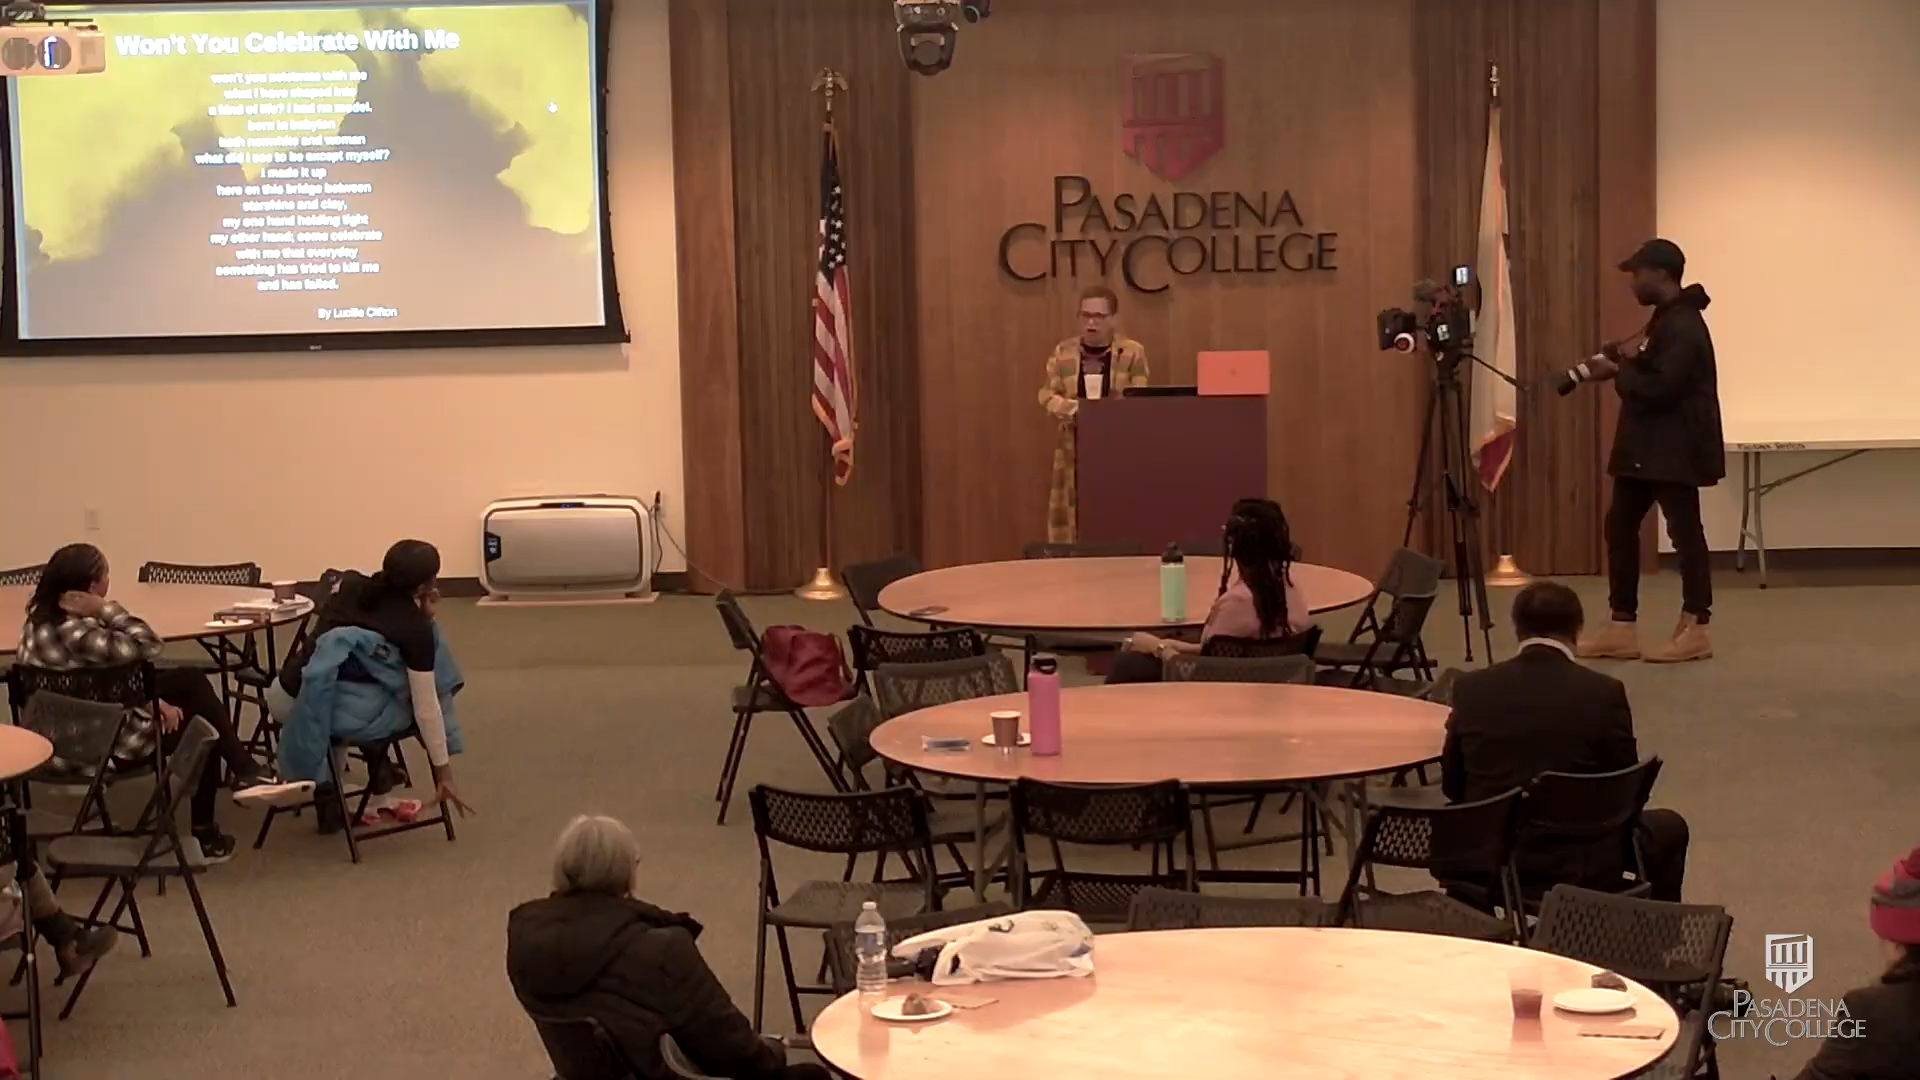 Won't You Celebrate With Me
won't you celebrate with me
what i have shaped into
a kind of life? i had no model.
born in babylon
both nonwhite and woman
what did i see to be except myself?
i made it up
here on this bridge between
starshine and clay,
my one hand holding tight
my other hand; come celebrate
with me that everyday
something has tried to kill me
and has failed.
By Lucille Clifton
PASADENA
CITY COLLEGE
PASADENA
CITY COLLEGE